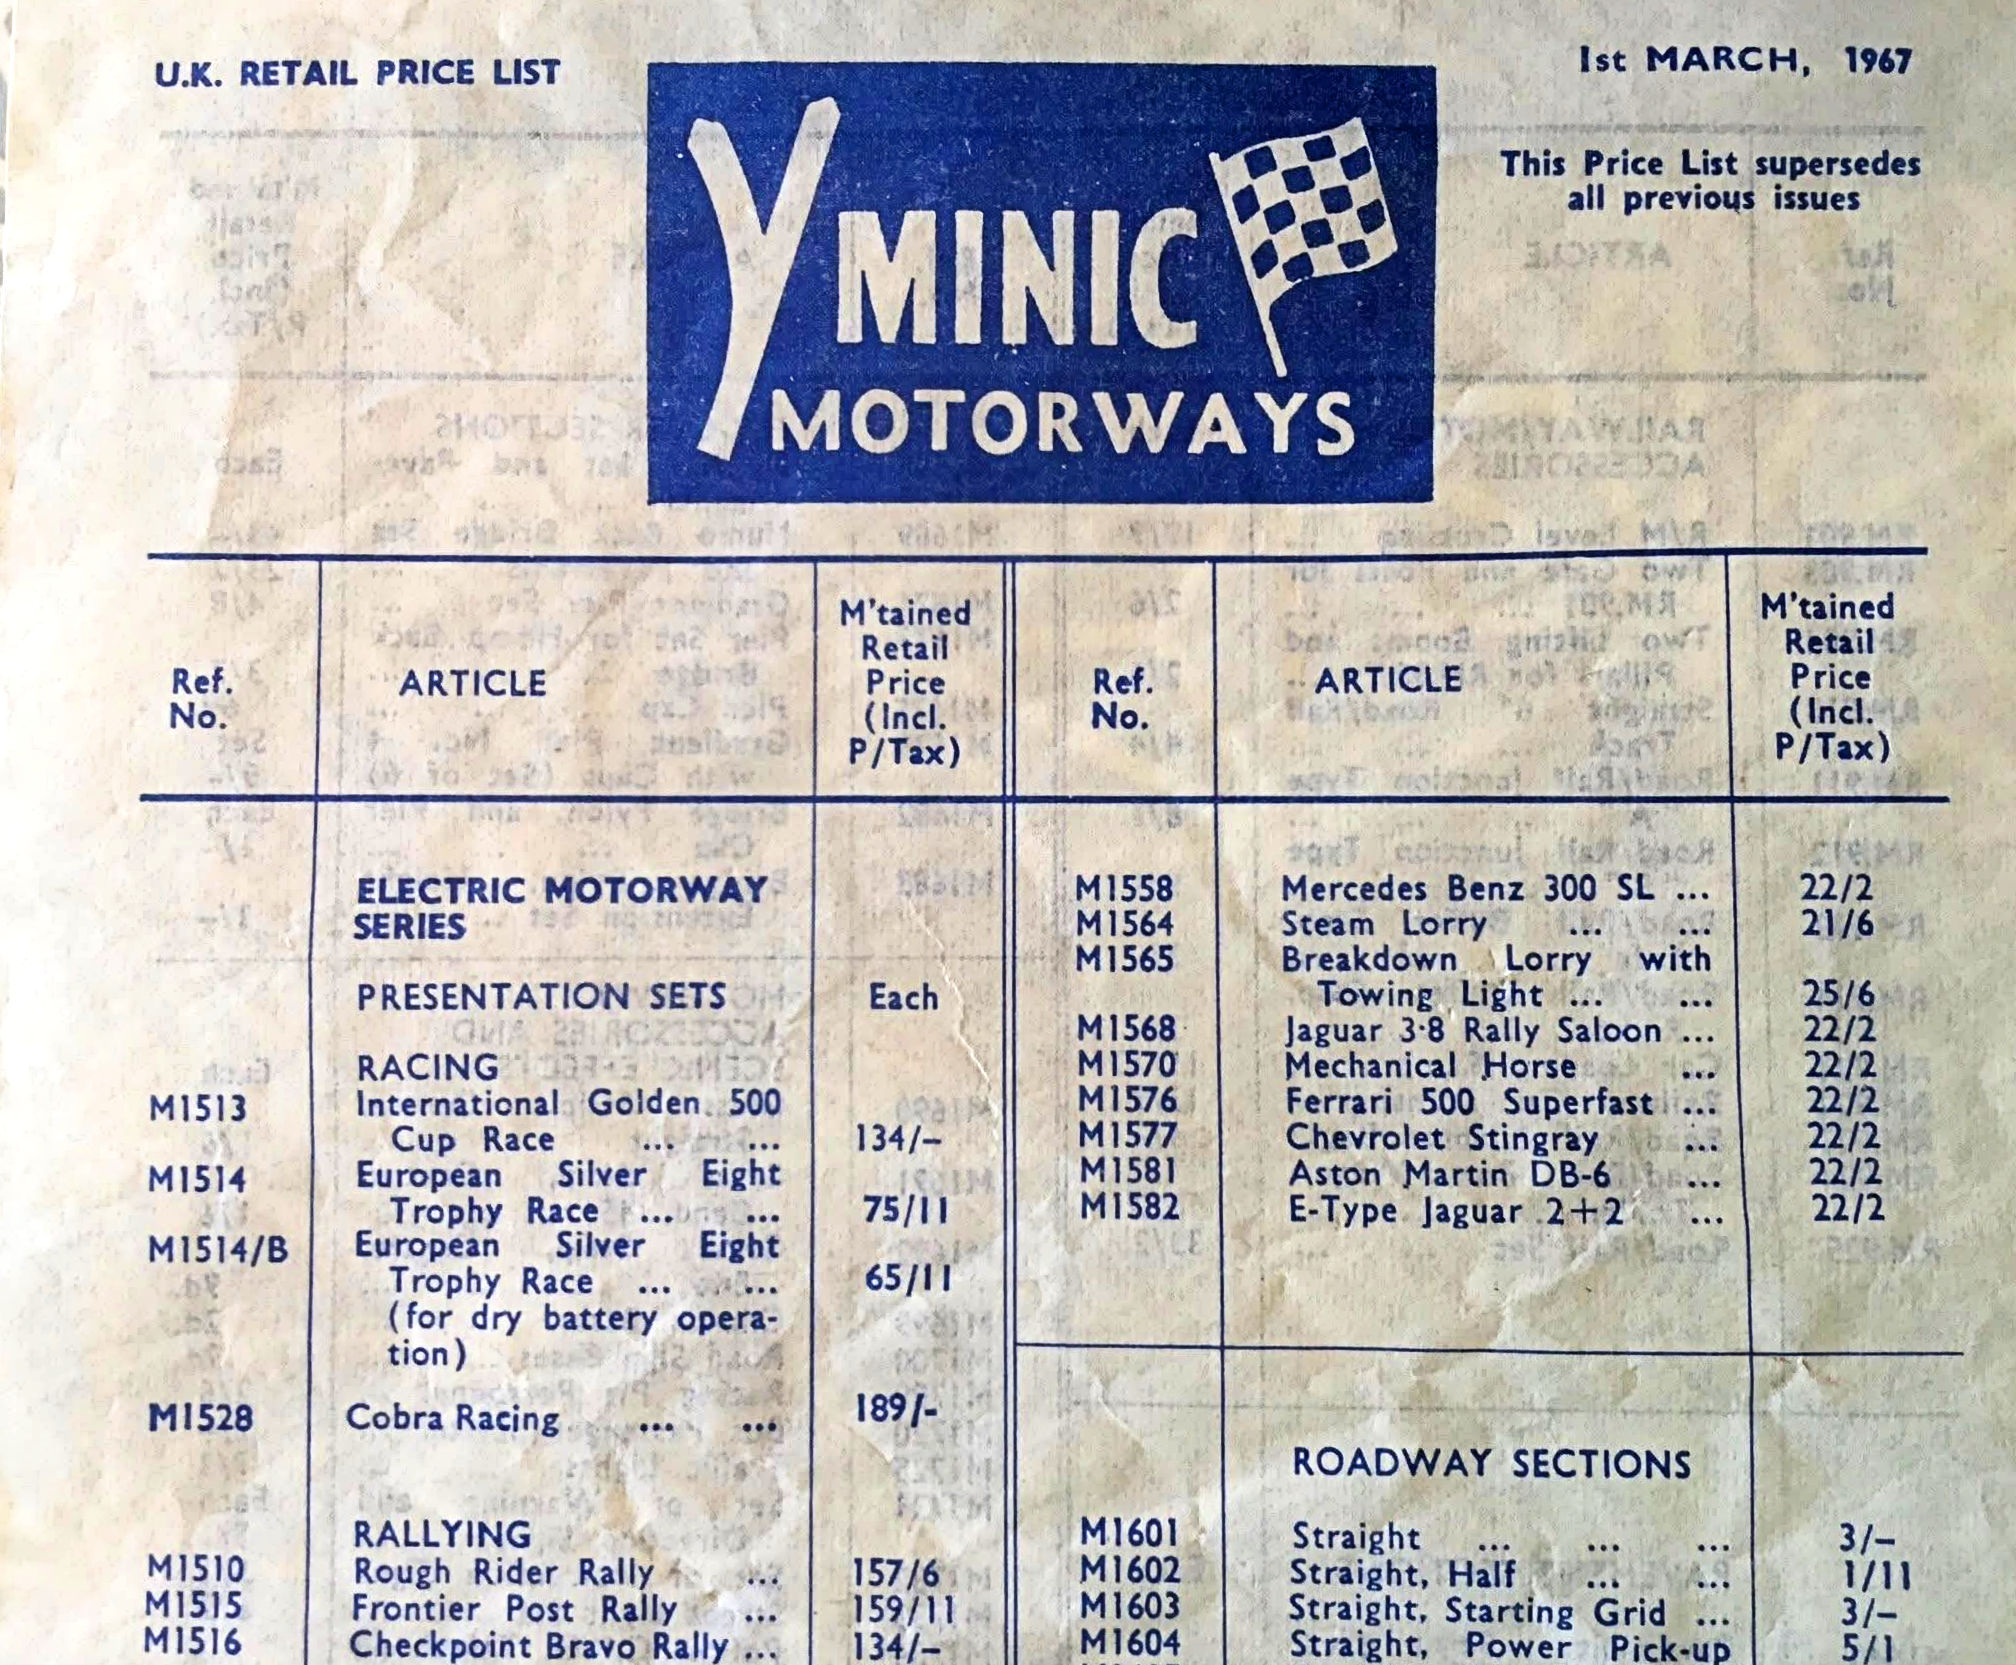 U.K. RETAIL PRICE LIST
1st MARCH, 1967
This Price List supersedes
all previous issues
MINIC
MOTORWAYS
Ref.
No.
ARTICLE
M'tained
Retail
Price
(Incl.
P/Tax)
ELECTRIC MOTORWAY
SERIES
PRESENTATION SETS Each
RACING
M1513 International Golden 500
Cup Race ... ... 134/-
M1514 European Silver Eight
Trophy Race ... ... 75/11
M1514/B European Silver Eight
Trophy Race ... ... 65/11
(for dry battery opera-
tion)
M1528 Cobra Racing ... ... 189/-
RALLYING
M1510 Rough Rider Rally ... 157/6
M1515 Frontier Post Rally ... 159/11
M1516 Checkpoint Bravo Rally ... 134/-
Ref.
No.
ARTICLE
M'tained
Retail
Price
(Incl.
P/Tax)
M1558 Mercedes Benz 300 SL ... 22/2
M1564 Steam Lorry ... ... 21/6
M1565 Breakdown Lorry with
Towing Light ... ... 25/6
M1568 Jaguar 3·8 Rally Saloon ... 22/2
M1570 Mechanical Horse ... 22/2
M1576 Ferrari 500 Superfast ... 22/2
M1577 Chevrolet Stingray ... 22/2
M1581 Aston Martin DB-6 ... 22/2
M1582 E-Type Jaguar 2+2 ... 22/2
ROADWAY SECTIONS
M1601 Straight ... ... ... 3/-
M1602 Straight, Half ... ... 1/11
M1603 Straight, Starting Grid ... 3/-
M1604 Straight, Power Pick-up 5/1